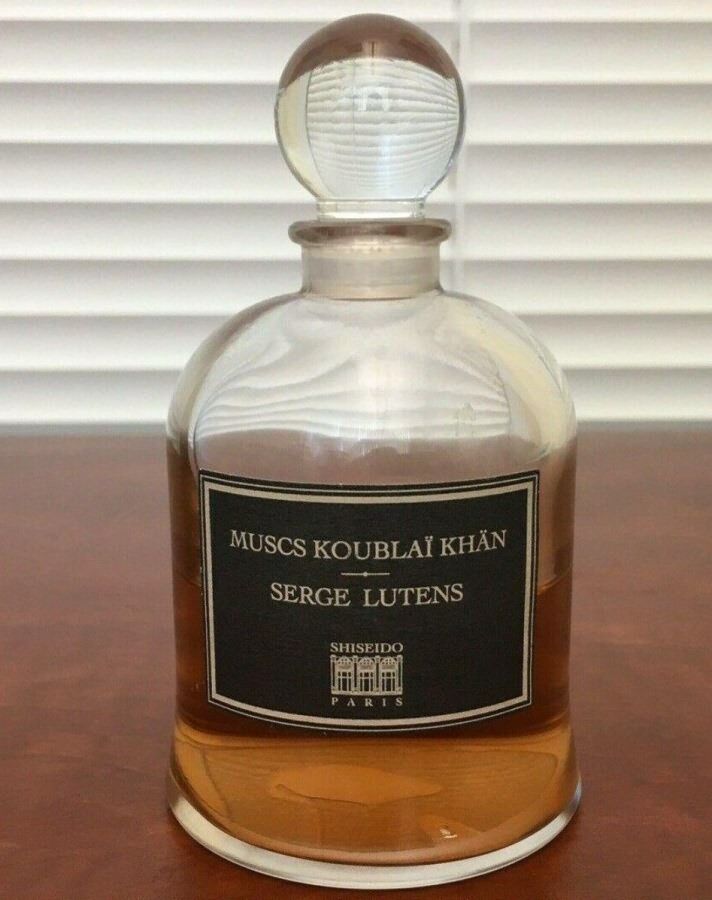 MUSCS KOUBLAÏ KHÄN
SERGE LUTENS
SHISEIDO
PARIS